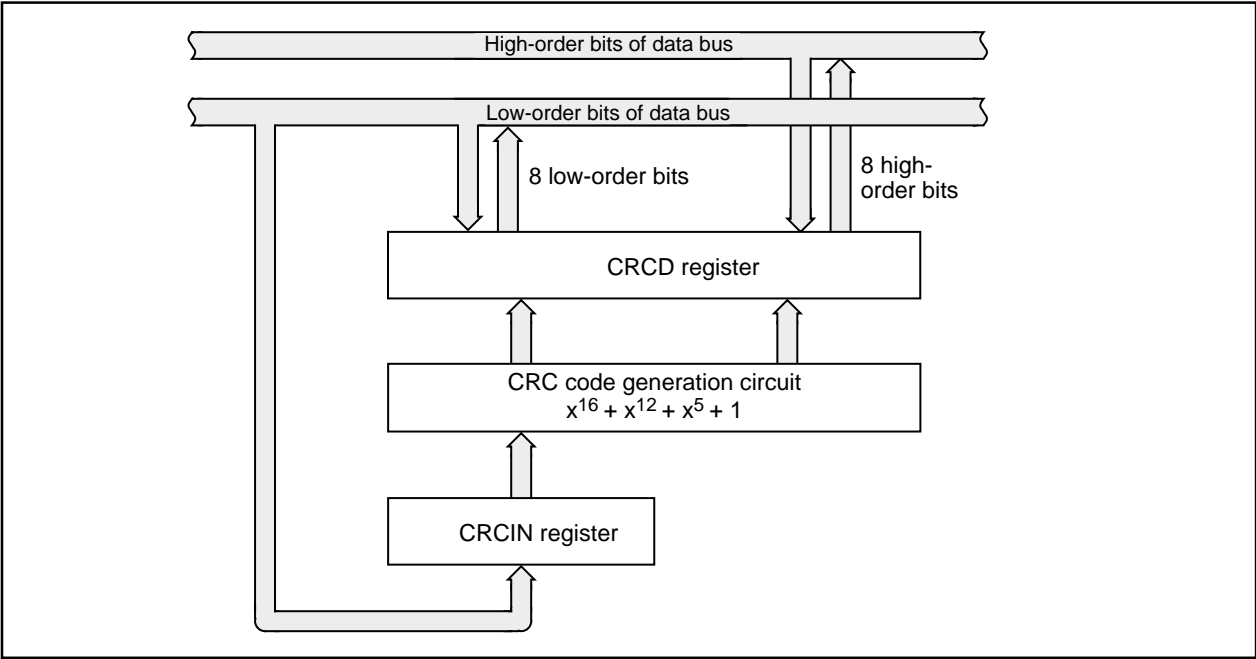 High-order bits of data bus
Low-order bits of data bus
8 low-order bits
8 high-
order bits
CRCD register
CRC code generation circuit
x16 + x12 + x5 + 1
CRCIN register